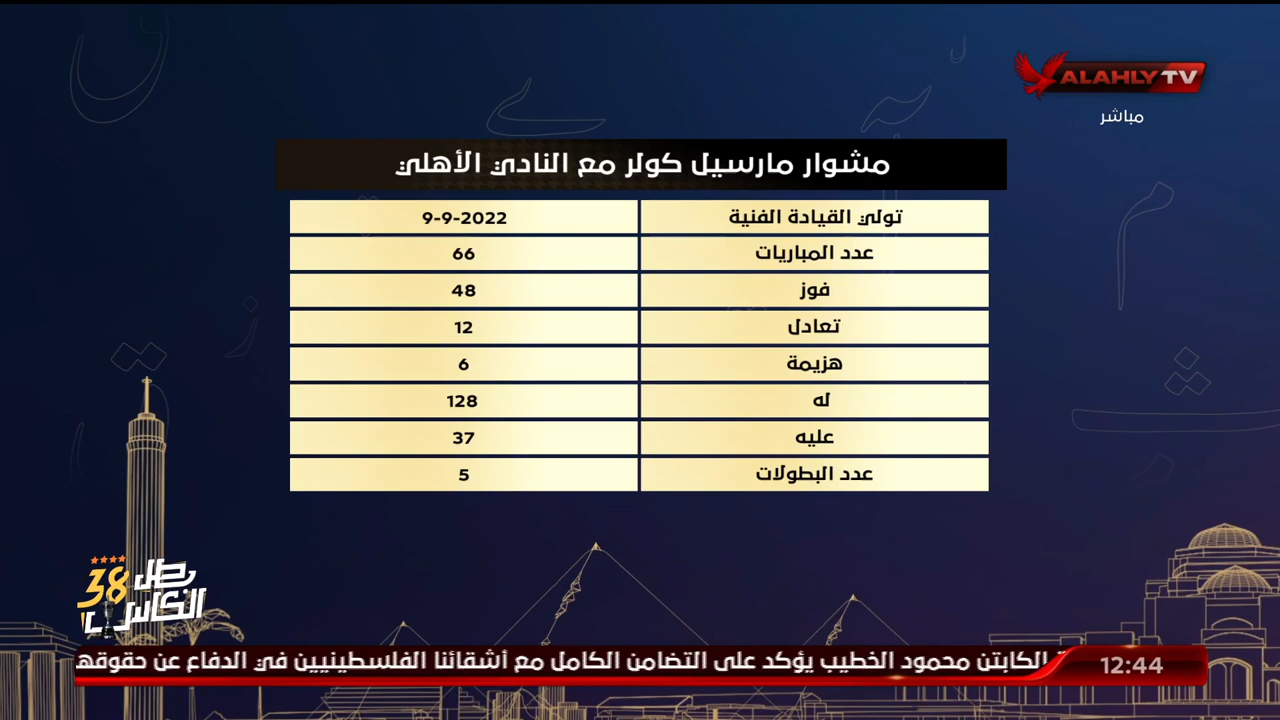 ALAHLY TV
مباشر
مشوار مارسيل كولر مع النادي الأهلي
تولي القيادة الفنية 9-9-2022
عدد المباريات 66
فوز 48
تعادل 12
هزيمة 6
له 128
عليه 37
عدد البطولات 5
بطل 38
الكاس
الكابتن محمود الخطيب يؤكد على التضامن الكامل مع أشقائنا الفلسطينيين في الدفاع عن حقوقه
12:44